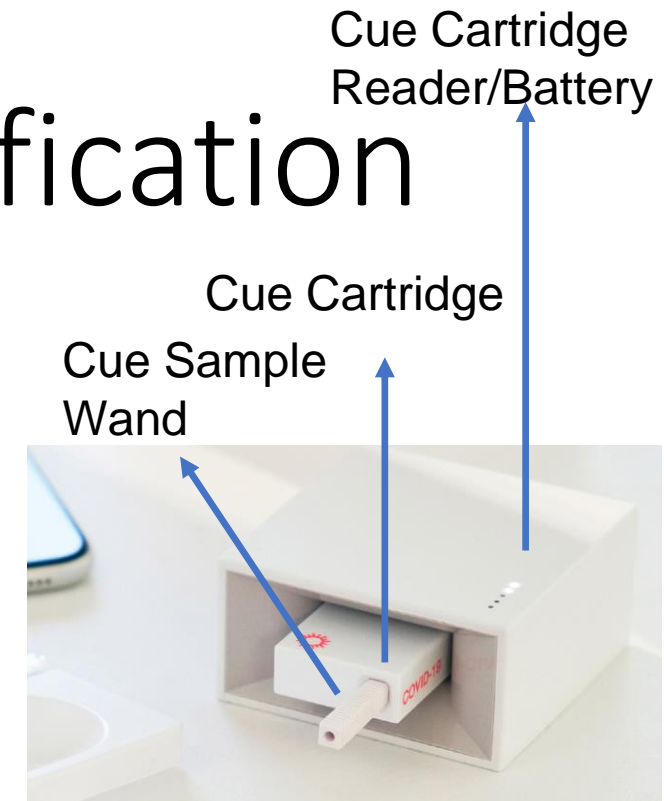 Cue Cartridge
Reader/Battery
fication
Cue Cartridge
Cue Sample
Wand
COVID-19